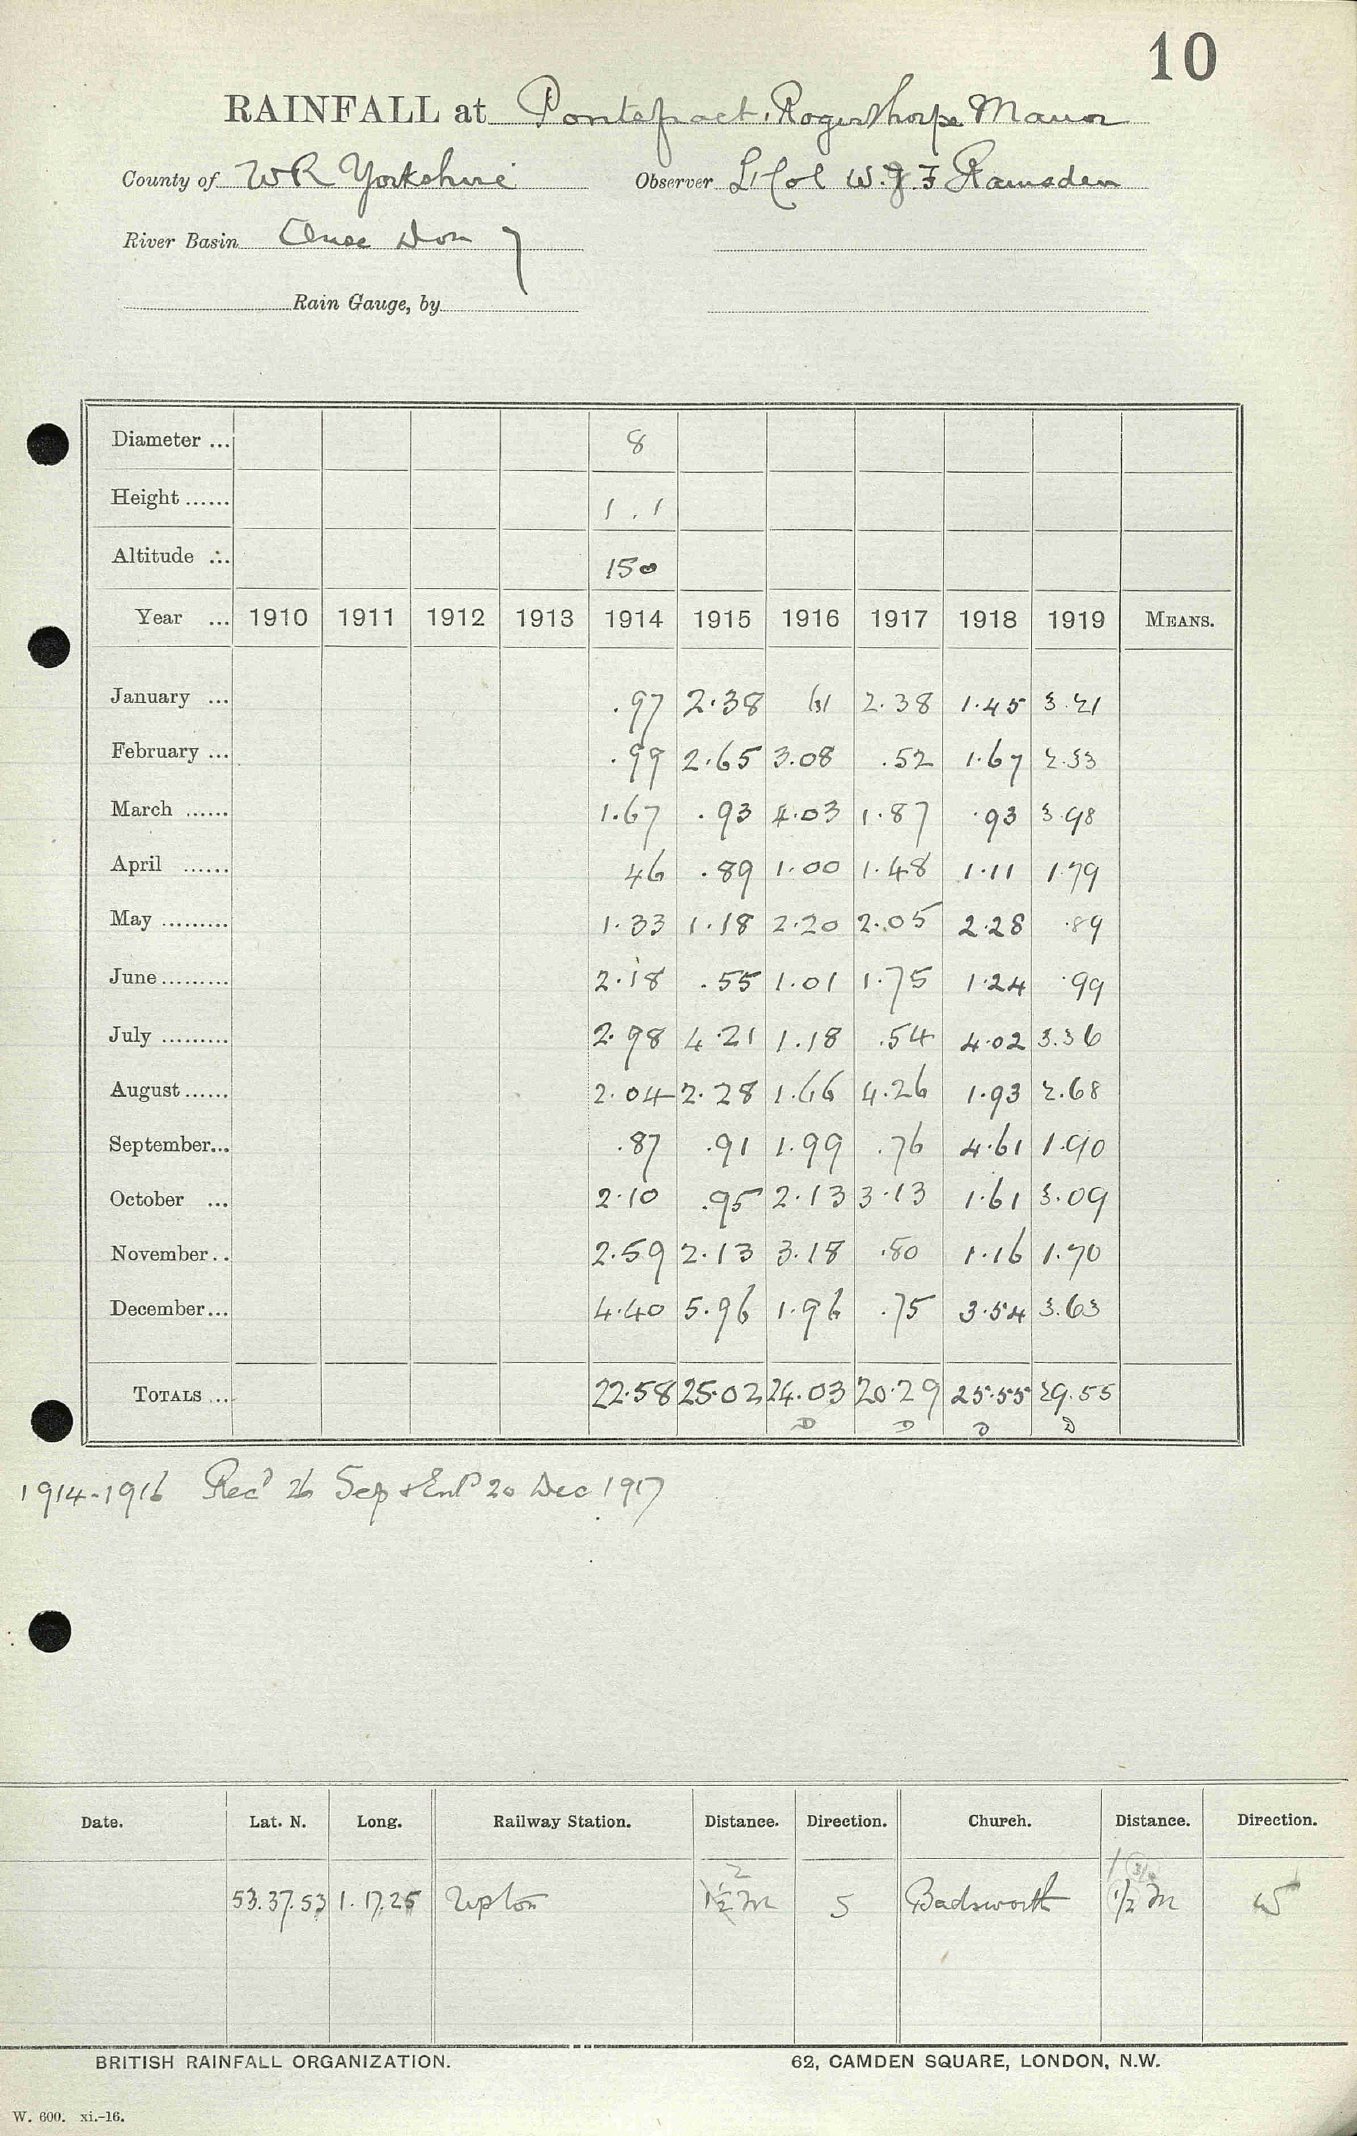 10
RAINFALL at Pontefract, Rogerthorpe Manor
County of WR Yorkshire Observer Lt Col W.J.F Ramsden
River Basin Ouse Don 7
Rain Gauge, by
Diameter ... 8
Height ...... 1.1
Altitude ... 150
Year ... 1910 1911 1912 1913 1914 1915 1916 1917 1918 1919 MEANS.
January ... .97 2.38 .61 2.38 1.45 3.21
February ... .99 2.65 3.08 .52 1.67 2.33
March ...... 1.67 .93 4.03 1.87 .93 3.98
April ...... 46 .89 1.00 1.48 1.11 1.79
May ......... 1.33 1.18 2.20 2.05 2.28 .89
June ......... 2.18 .55 1.01 1.75 1.24 .99
July ......... 2.98 4.21 1.18 .54 4.02 3.36
August ...... 2.04 2.28 1.66 4.26 1.93 2.68
September... .87 .91 1.99 .76 4.61 1.90
October ... 2.10 .95 2.13 3.13 1.61 3.09
November .. 2.59 2.13 3.18 .80 1.16 1.70
December... 4.40 5.96 1.96 .75 3.54 3.63
TOTALS ... 22.58 25.02 24.03 20.29 25.55 29.55
D D D D
1914-1916 Recd 26 Sep & Entd 20 Dec 1917
Date. Lat. N. Long. Railway Station. Distance. Direction. Church. Distance. Direction.
2 1 3/4
53.37.53 1.17.25 Upton 1½ M S Badsworth 1/2 M W
BRITISH RAINFALL ORGANIZATION. 62, CAMDEN SQUARE, LONDON, N.W.
W. 600. xi.-16.